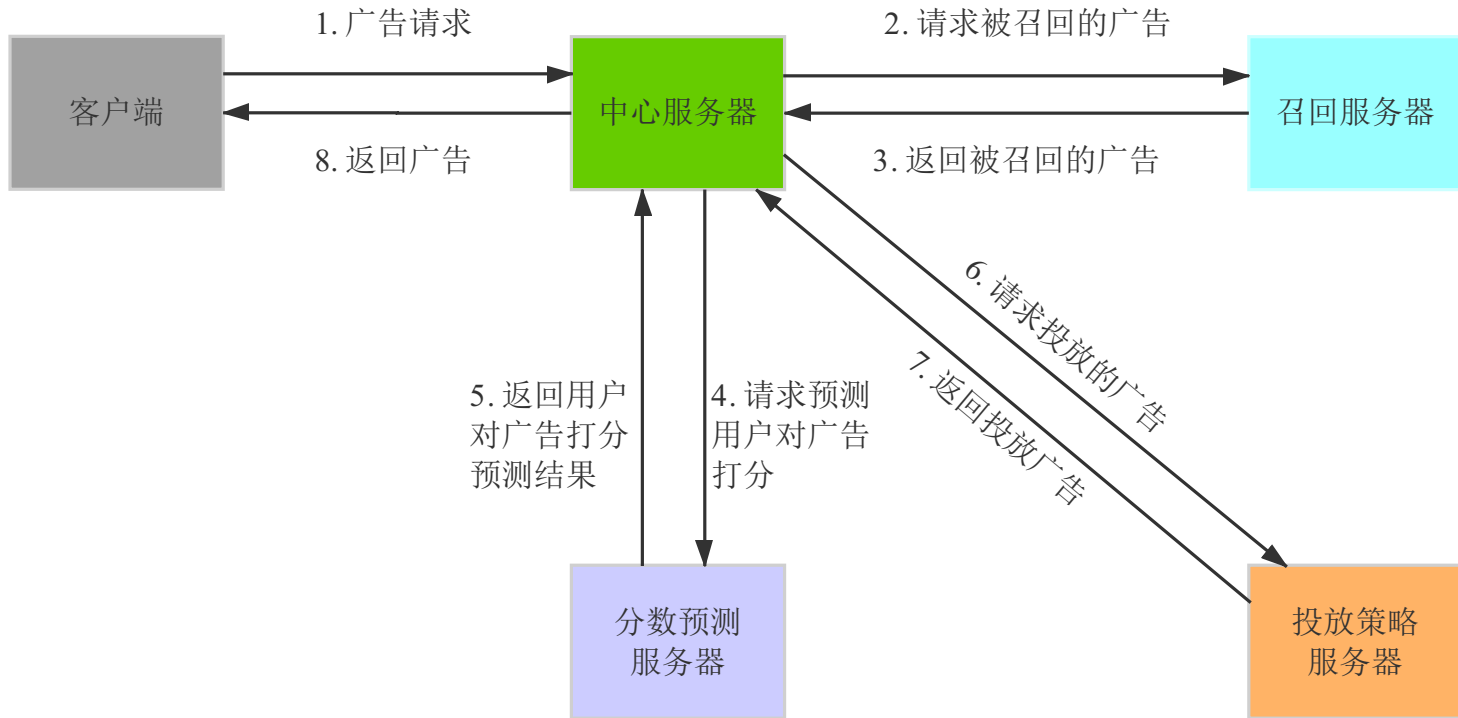 1. 广告请求
2. 请求被召回的广告
客户端
中心服务器
召回服务器
8. 返回广告
3. 返回被召回的广告
6. 请求投放的广告
7. 返回投放广告
5. 返回用户
对广告打分
预测结果
4. 请求预测
用户对广告
打分
分数预测
服务器
投放策略
服务器